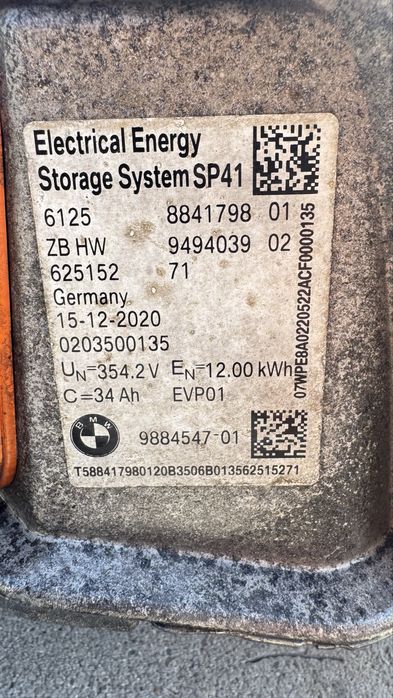 Electrical Energy
Storage System SP41
6125 8841798 01
ZB HW 9494039 02
625152 71
Germany
15-12-2020
0203500135
UN=354.2V EN=12.00 kWh
C=34 Ah EVP01
BMW
9884547-01
T588417980120B3506B013562515271
07WPE8A0220522ACF0000135